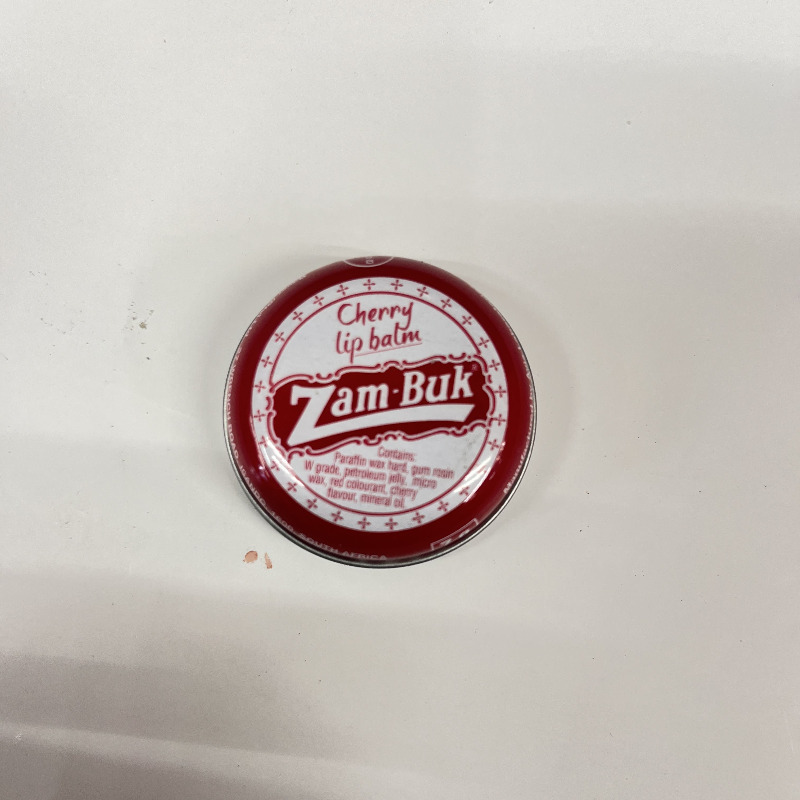 Cherry
lip balm
Zam-Buk®
Contains:
Paraffin wax hard, gum rosin
W grade, petroleum jelly, micro
wax, red colourant, cherry
flavour, mineral oil.
SOUTH AFRICA